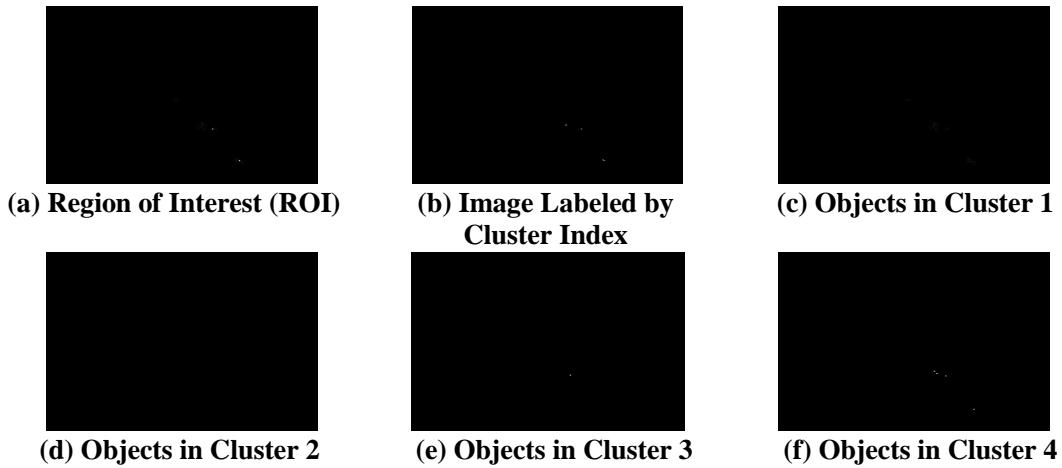 (a) Region of Interest (ROI)
(b) Image Labeled by
Cluster Index
(c) Objects in Cluster 1
(d) Objects in Cluster 2
(e) Objects in Cluster 3
(f) Objects in Cluster 4